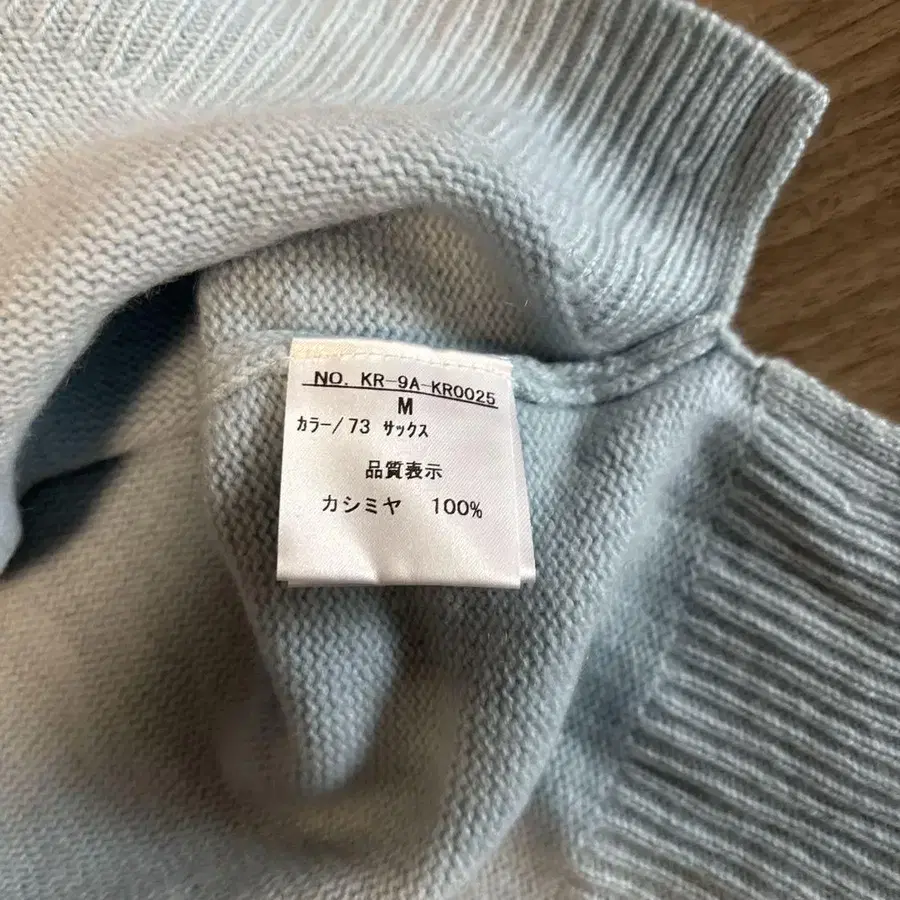 NO. KR-9A-KR0025
M
カラー/73 サックス
品質表示
カシミヤ 100%